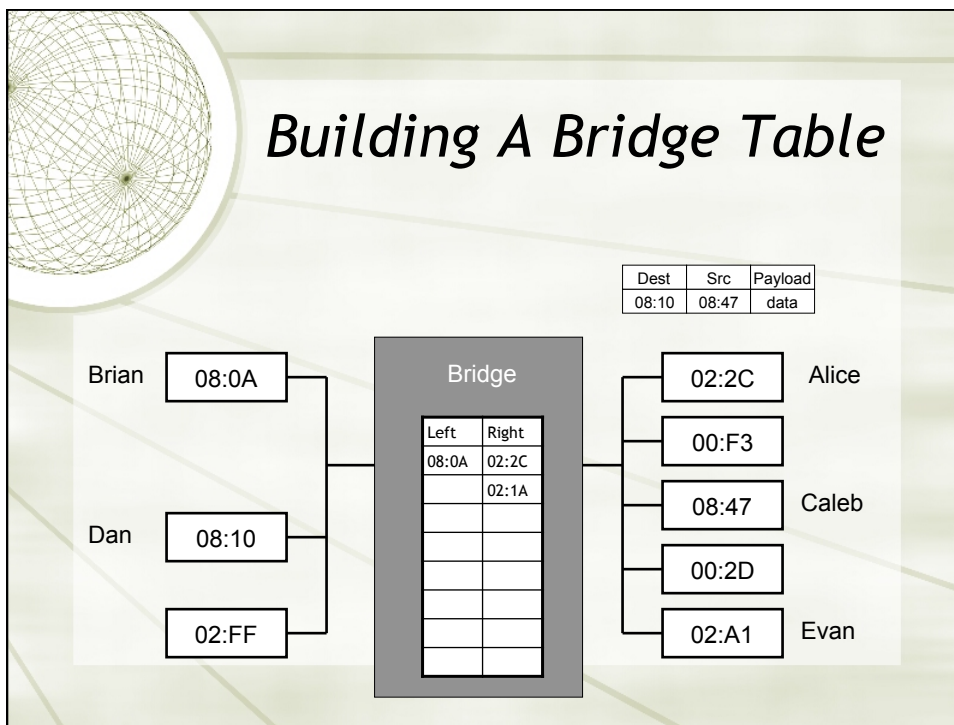 Building A Bridge Table
Dest Src Payload
08:10 08:47 data
Brian 08:0A
Dan 08:10
02:FF
Bridge
Left Right
08:0A 02:2C
02:1A
02:2C Alice
00:F3
08:47 Caleb
00:2D
02:A1 Evan